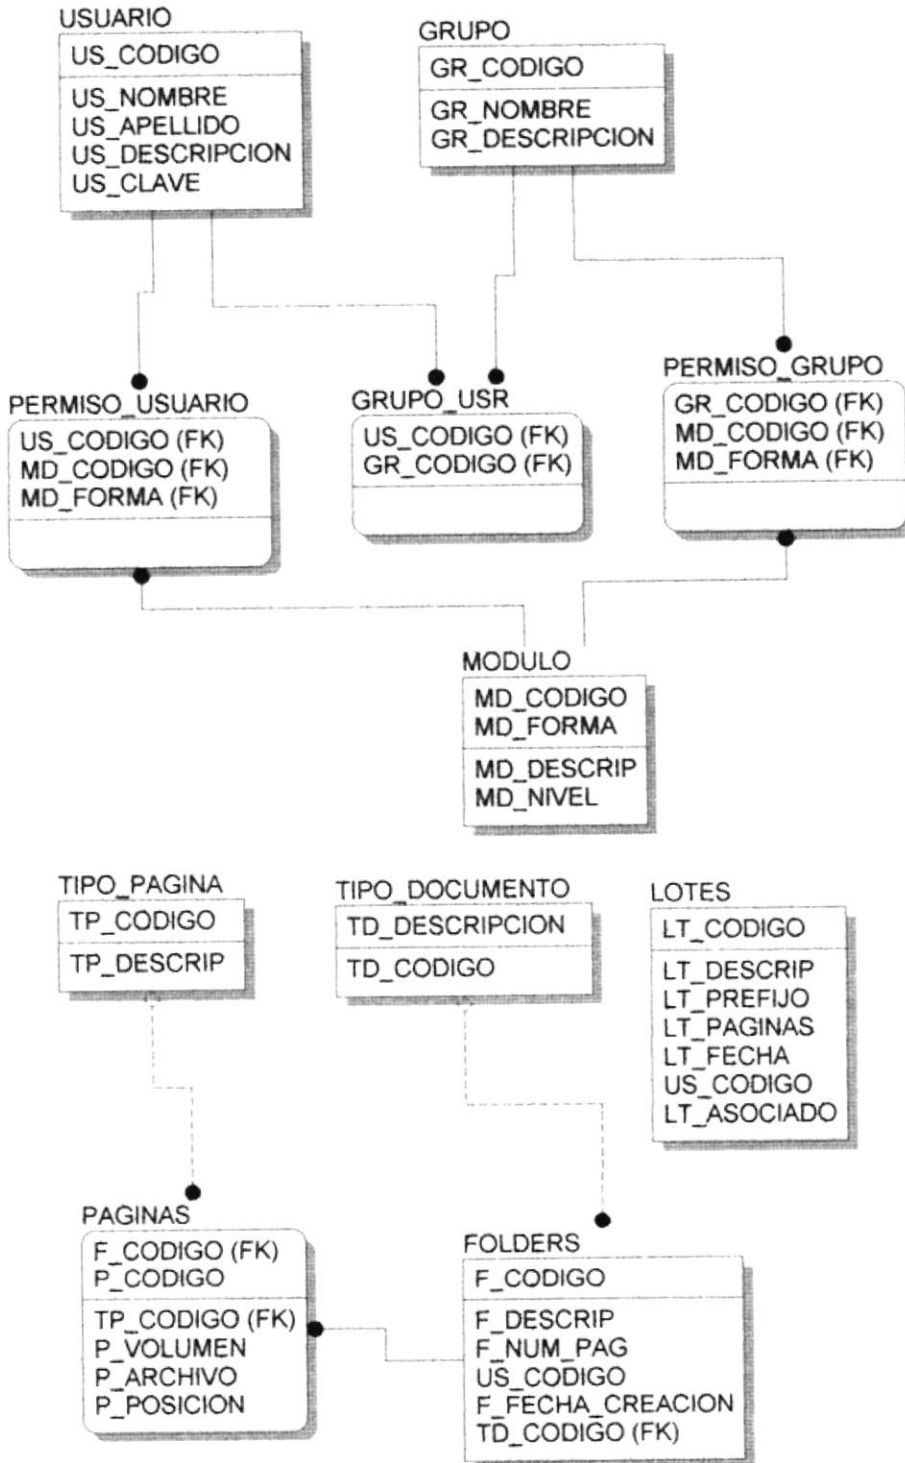 USUARIO
US_CODIGO
US_NOMBRE
US_APELLIDO
US_DESCRIPCION
US_CLAVE
GRUPO
GR_CODIGO
GR_NOMBRE
GR_DESCRIPCION
PERMISO_USUARIO
US_CODIGO (FK)
MD_CODIGO (FK)
MD_FORMA (FK)
GRUPO_USR
US_CODIGO (FK)
GR_CODIGO (FK)
PERMISO_GRUPO
GR_CODIGO (FK)
MD_CODIGO (FK)
MD_FORMA (FK)
MODULO
MD_CODIGO
MD_FORMA
MD_DESCRIP
MD_NIVEL
TIPO_PAGINA
TP_CODIGO
TP_DESCRIP
TIPO_DOCUMENTO
TD_DESCRIPCION
TD_CODIGO
LOTES
LT_CODIGO
LT_DESCRIP
LT_PREFIJO
LT_PAGINAS
LT_FECHA
US_CODIGO
LT_ASOCIADO
PAGINAS
F_CODIGO (FK)
P_CODIGO
TP_CODIGO (FK)
P_VOLUMEN
P_ARCHIVO
P_POSICION
FOLDERS
F_CODIGO
F_DESCRIP
F_NUM_PAG
US_CODIGO
F_FECHA_CREACION
TD_CODIGO (FK)